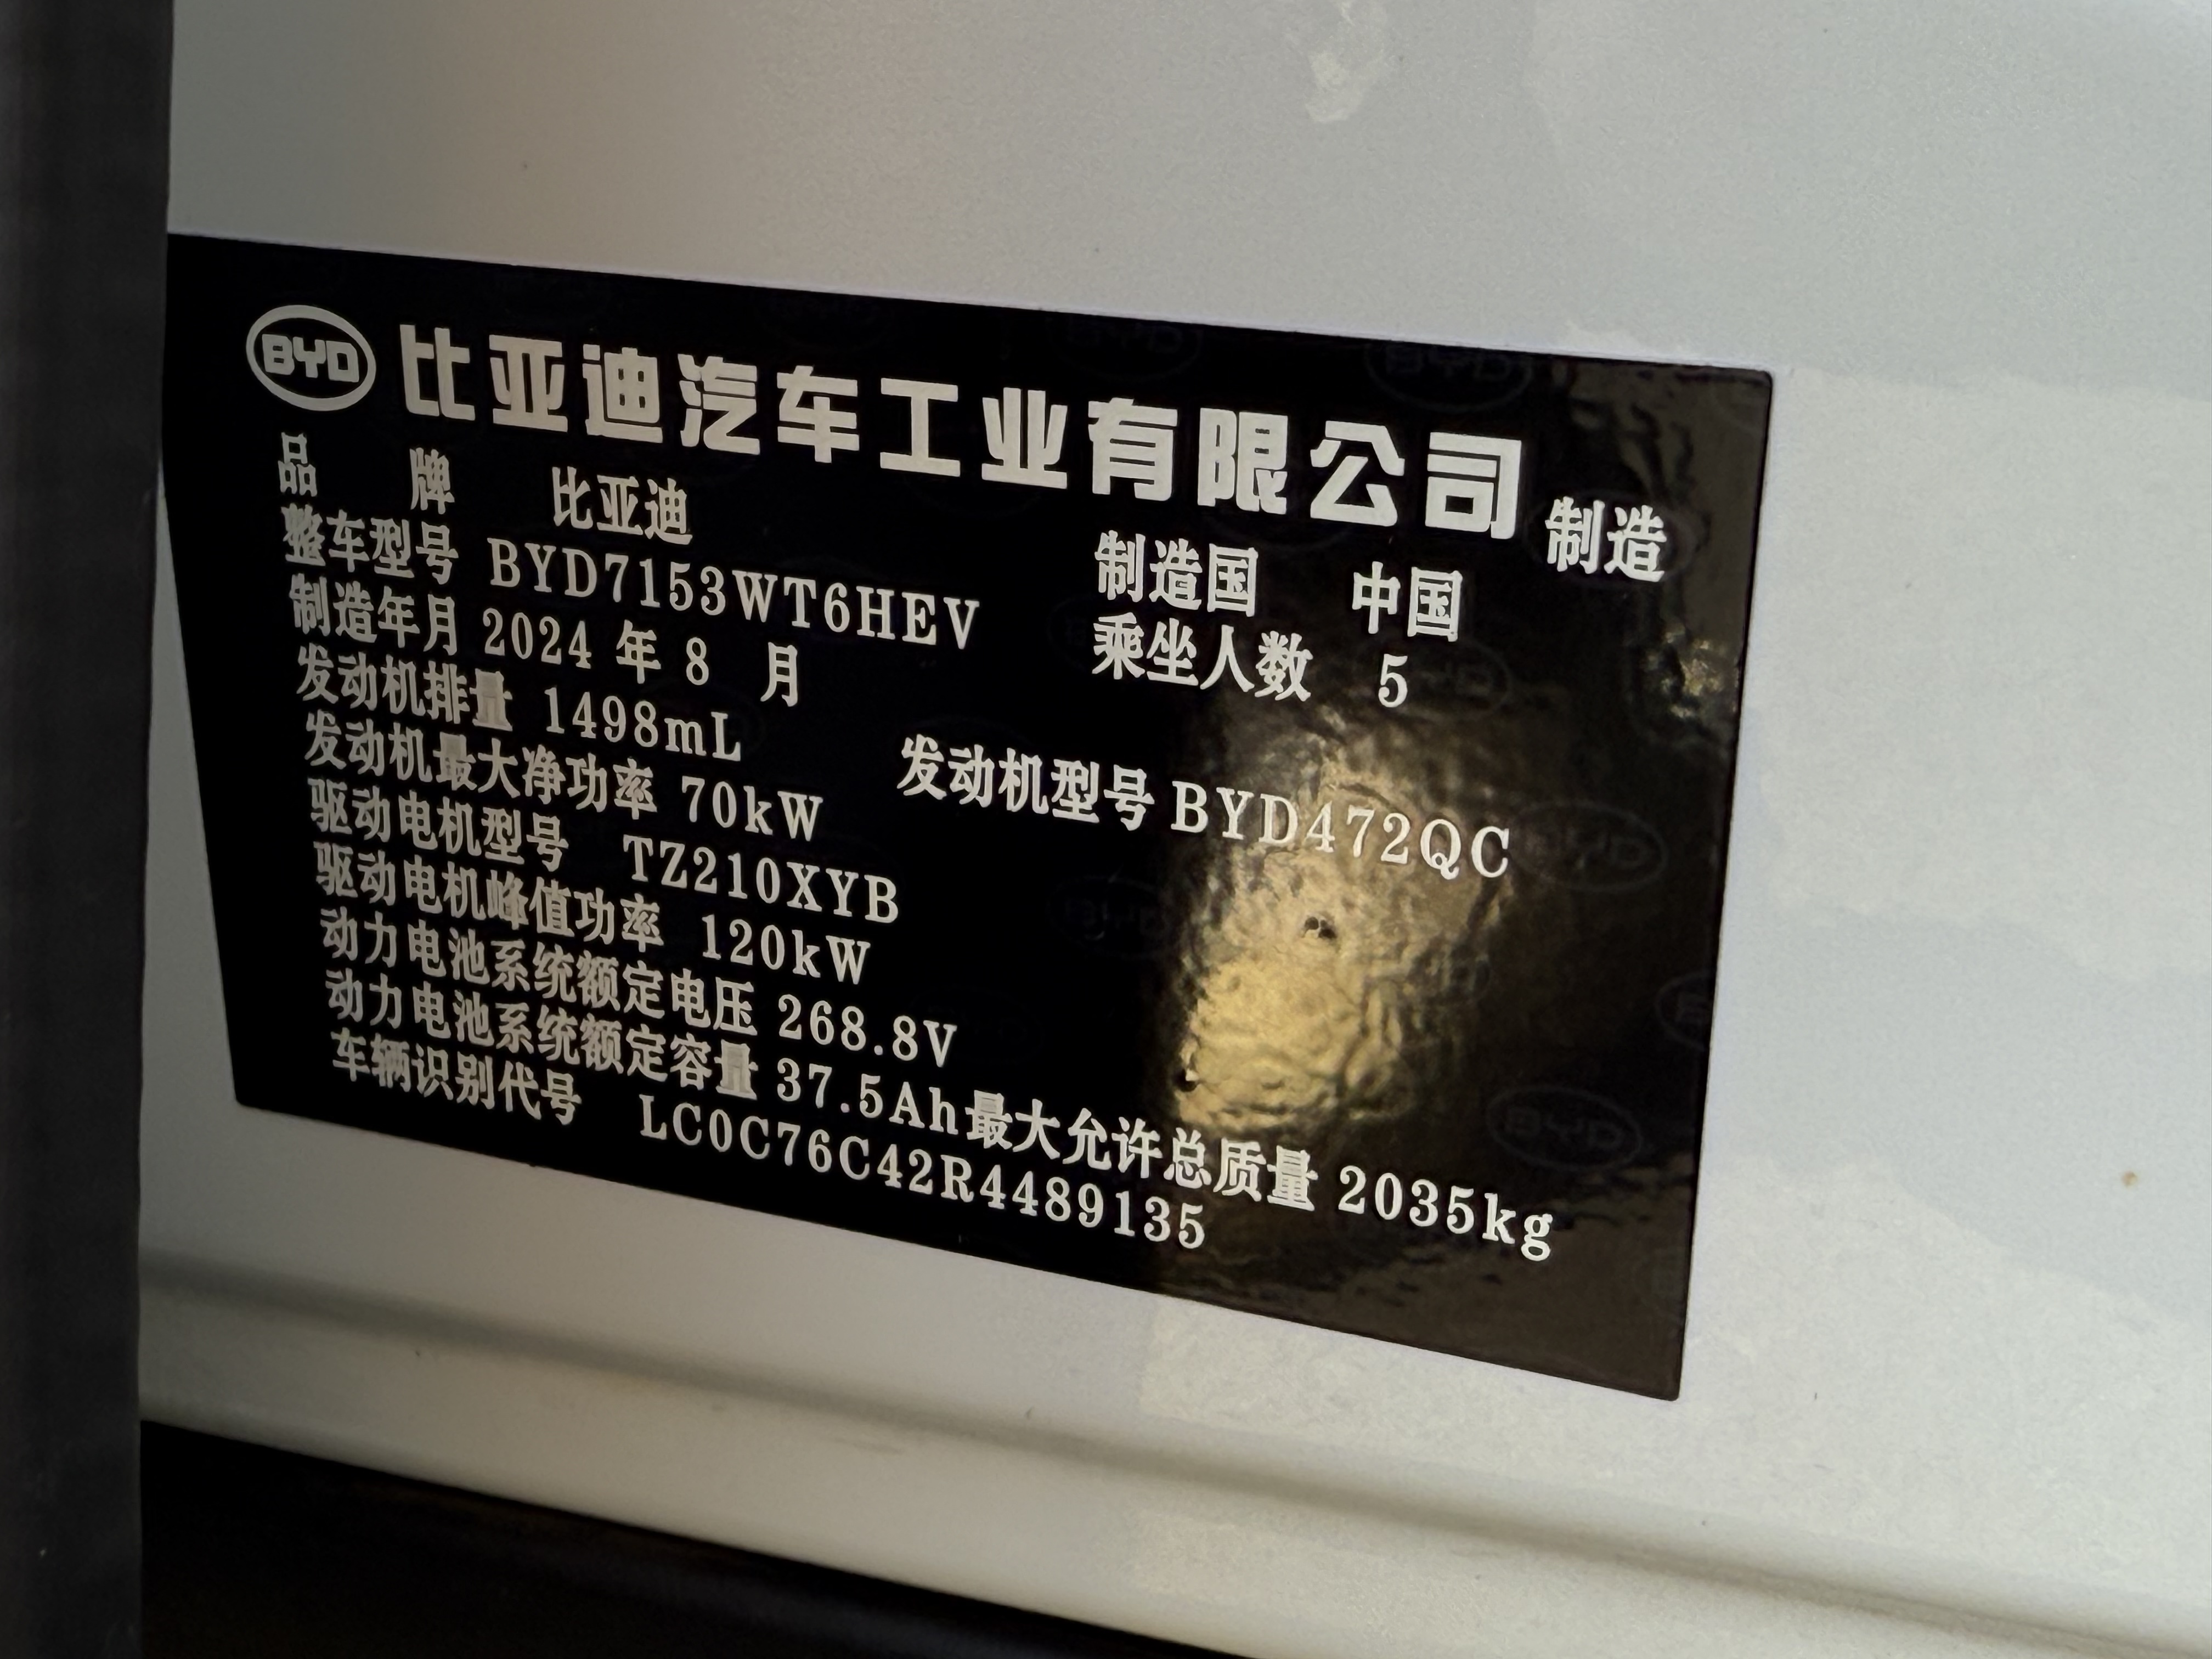 BYD 比亚迪汽车工业有限公司 制造
品 牌 比亚迪 制造国 中国
整车型号 BYD7153WT6HEV 乘坐人数 5
制造年月 2024 年 8 月
发动机排量 1498mL 发动机型号 BYD472QC
发动机最大净功率 70kW
驱动电机型号 TZ210XYB
驱动电机峰值功率 120kW
动力电池系统额定电压 268.8V
动力电池系统额定容量 37.5Ah 最大允许总质量 2035kg
车辆识别代号 LC0C76C42R4489135